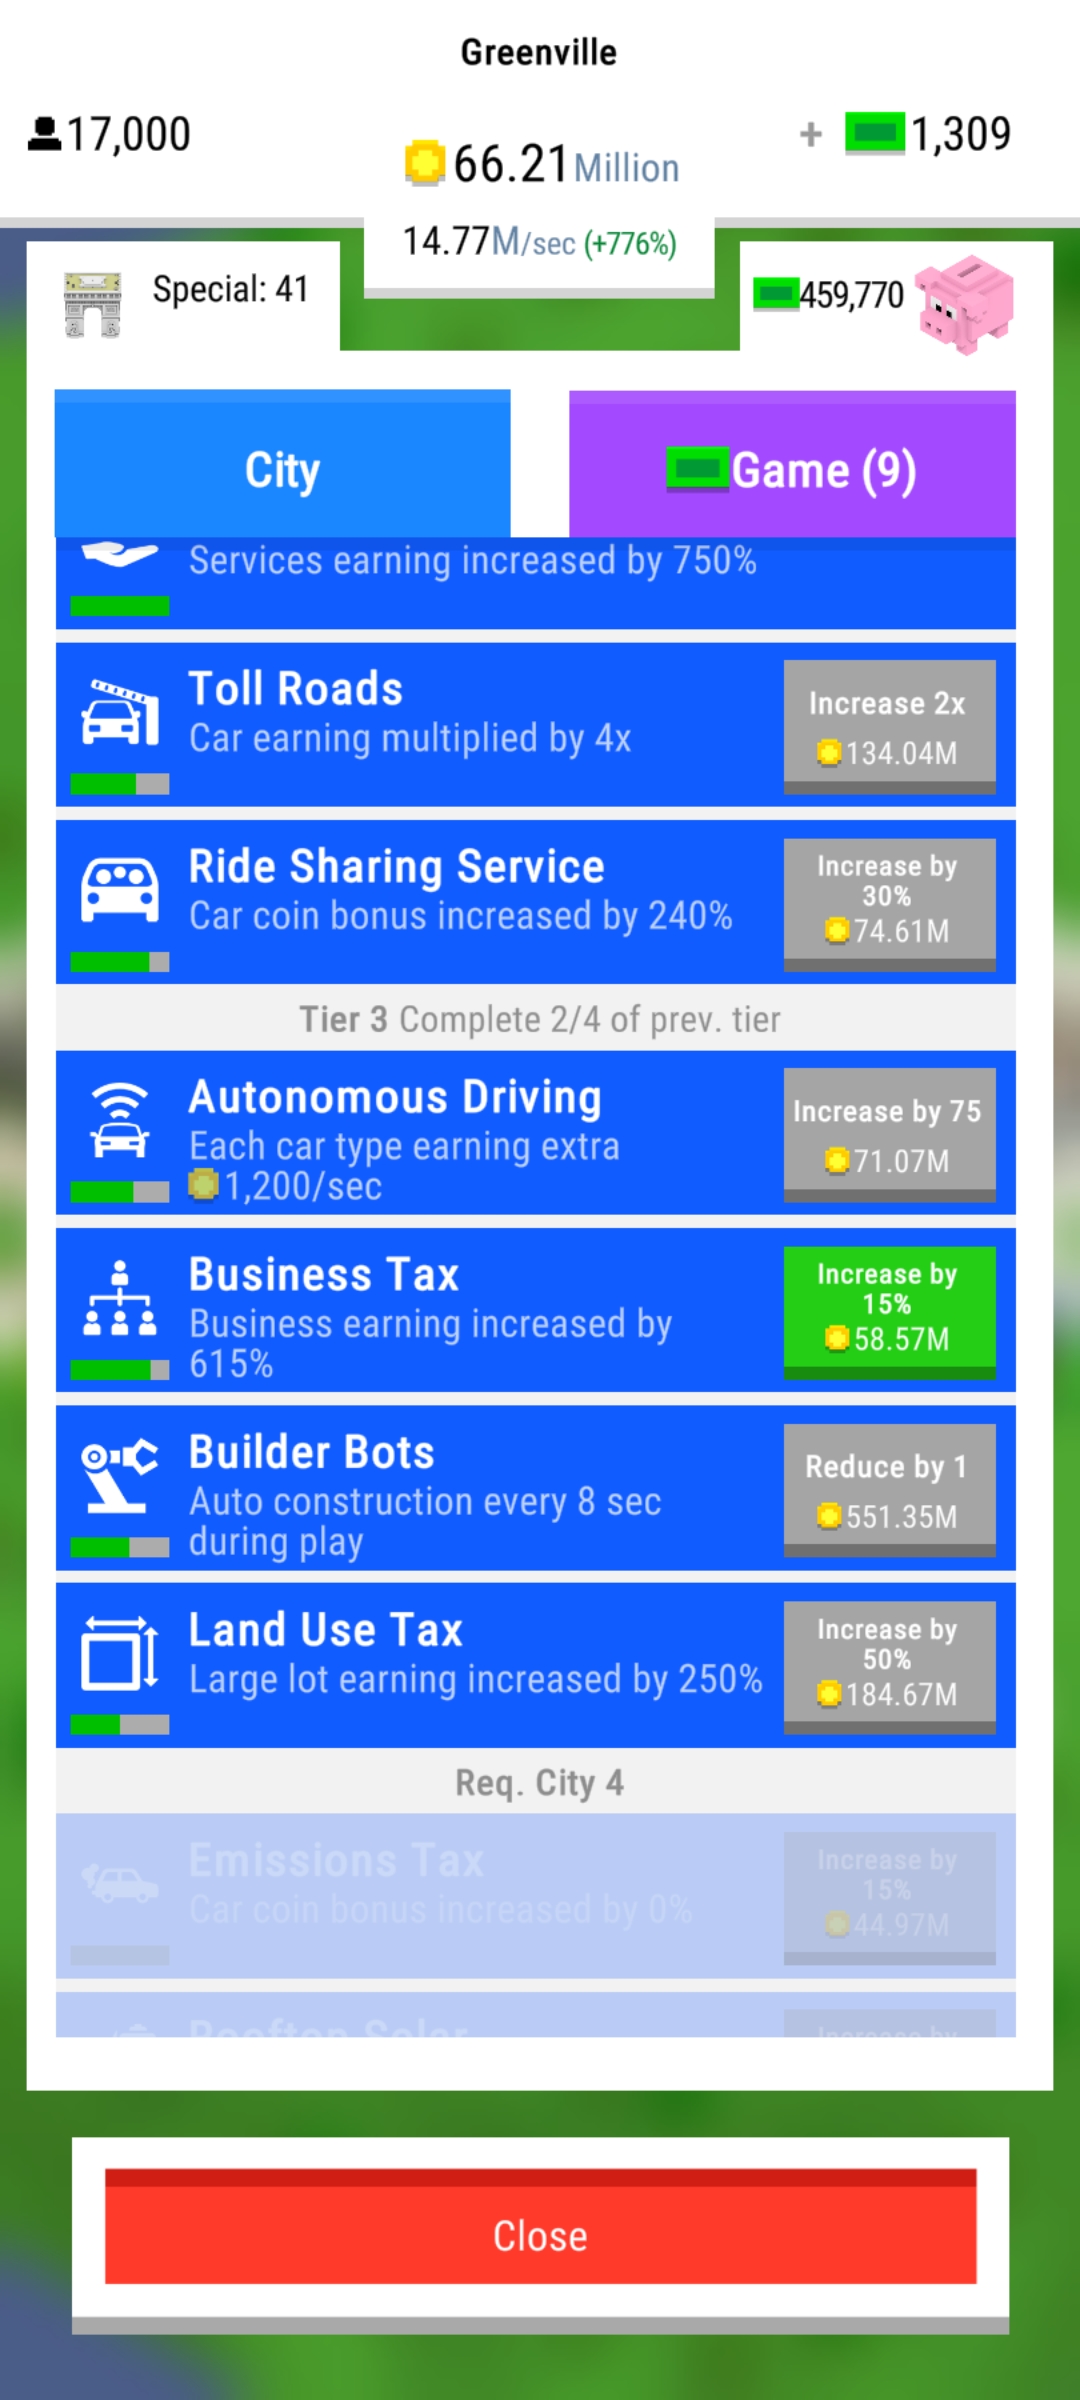 Greenville
17,000
66.21 Million
+ 1,309
14.77M/sec (+776%)
Special: 41
459,770
City
Game (9)
Services earning increased by 750%
Toll Roads
Car earning multiplied by 4x
Increase 2x
134.04M
Ride Sharing Service
Car coin bonus increased by 240%
Increase by
30%
74.61M
Tier 3 Complete 2/4 of prev. tier
Autonomous Driving
Each car type earning extra
1,200/sec
Increase by 75
71.07M
Business Tax
Business earning increased by
615%
Increase by
15%
58.57M
Builder Bots
Auto construction every 8 sec
during play
Reduce by 1
551.35M
Land Use Tax
Large lot earning increased by 250%
Increase by
50%
184.67M
Req. City 4
Emissions Tax
Car coin bonus increased by 0%
Increase by
15%
44.97M
Rooftop Solar
Increase by
Close